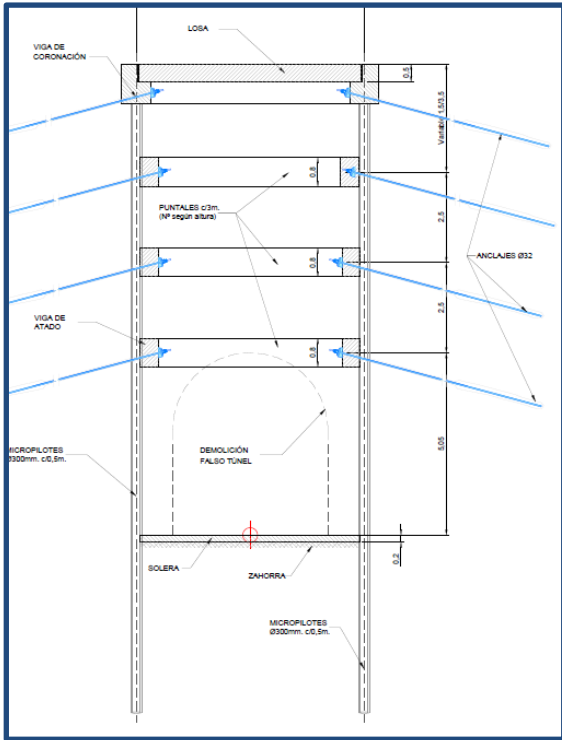 LOSA
VIGA DE
CORONACIÓN
0.5
Variable 1.5/3.5
0.8
PUNTALES c/3m.
(Nº según altura)
2.5
0.8
ANCLAJES Ø32
2.5
VIGA DE
ATADO
0.8
DEMOLICIÓN
FALSO TÚNEL
5.05
MICROPILOTES
Ø300mm. c/0,5m.
SOLERA
ZAHORRA
0.2
MICROPILOTES
Ø300mm. c/0,5m.